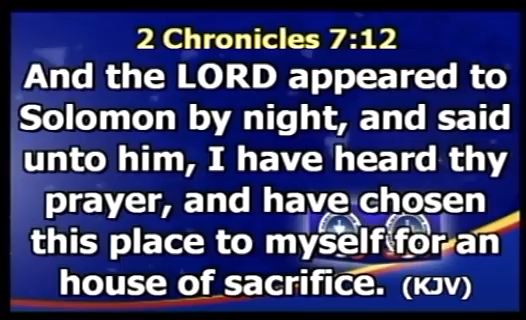 2 Chronicles 7:12
And the LORD appeared to
Solomon by night, and said
unto him, I have heard thy
prayer, and have chosen
this place to myself for an
house of sacrifice. (KJV)